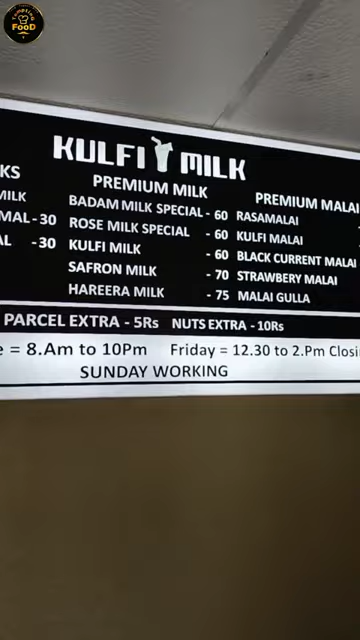 Tempting
FooD
KULFI MILK
KS
MILK
MAL - 30
AL - 30
PREMIUM MILK
BADAM MILK SPECIAL - 60
ROSE MILK SPECIAL - 60
KULFI MILK - 60
SAFRON MILK - 70
HAREERA MILK - 75
PREMIUM MALAI
RASAMALAI
KULFI MALAI
BLACK CURRENT MALAI
STRAWBERY MALAI
MALAI GULLA
PARCEL EXTRA - 5Rs NUTS EXTRA - 10Rs
e = 8.Am to 10Pm Friday = 12.30 to 2.Pm Closi
SUNDAY WORKING